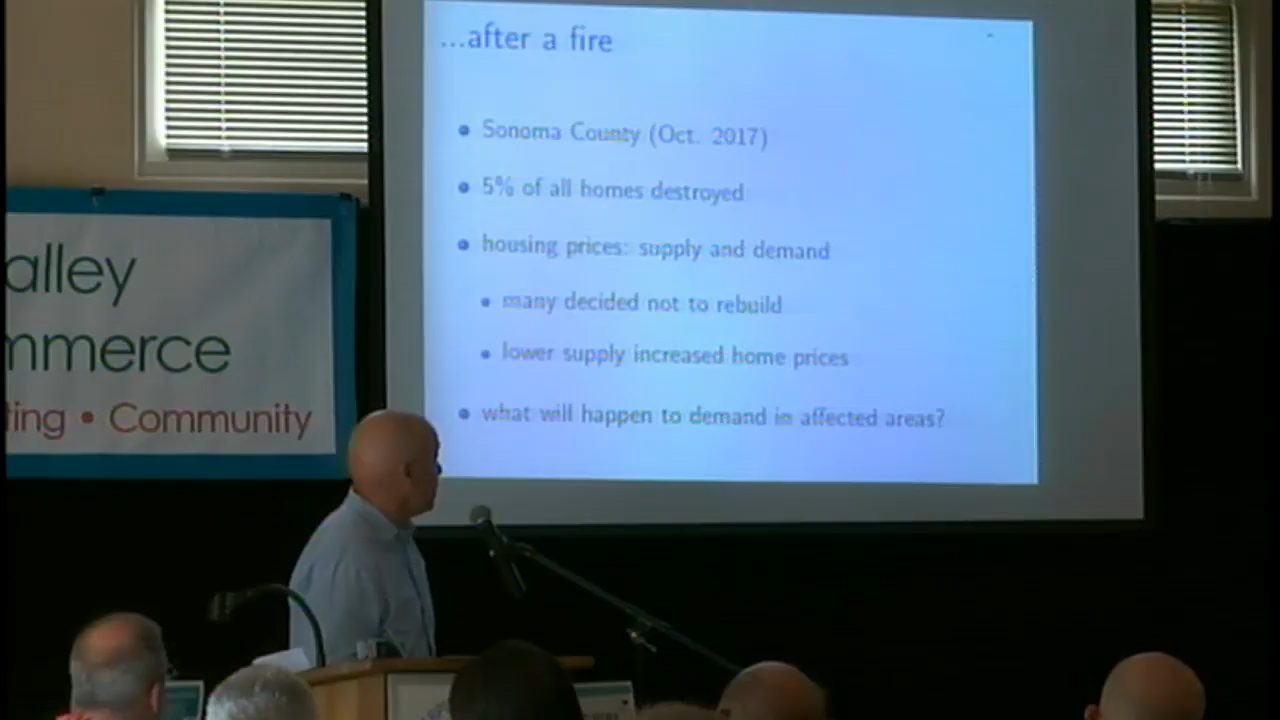 ...after a fire
Sonoma County (Oct. 2017)
5% of all homes destroyed
housing prices: supply and demand
many decided not to rebuild
lower supply increased home prices
what will happen to demand in affected areas?
alley
mmerce
ting • Community